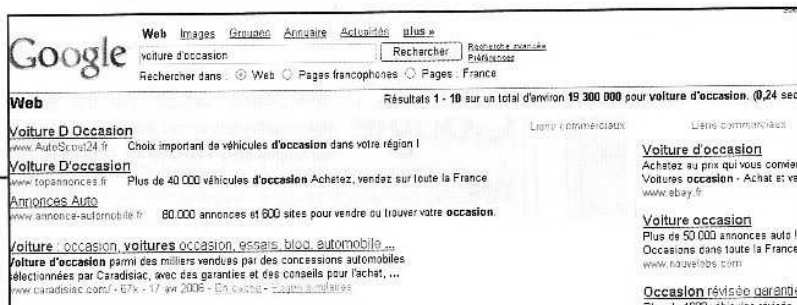 Google
Web Images Groupes Annuaire Actualités plus »
voiture d'occasion Rechercher Recherche avancée
Préférences
Rechercher dans : Web Pages francophones Pages : France
Web Résultats 1 - 10 sur un total d'environ 19 300 000 pour voiture d'occasion. (0,24 sec
Liens commerciaux
Voiture D Occasion
www.AutoScout24.fr Choix important de véhicules d'occasion dans votre région !
Voiture D'occasion
www.topannonces.fr Plus de 40 000 véhicules d'occasion Achetez, vendez sur toute la France
Annonces Auto
www.annonce-automobile.fr 80.000 annonces et 600 sites pour vendre ou trouver votre occasion.
Voiture : occasion, voitures occasion, essais, blog, automobile ...
Voiture d'occasion parmi des milliers vendues par des concessions automobiles
sélectionnées par Caradisiac, avec des garanties et des conseils pour l'achat, ...
www.caradisiac.com/ - 67k - 17 avr 2006 - En cache - Pages similaires
Liens commerciaux
Voiture d'occasion
Achetez au prix qui vous convien
Voitures occasion - Achat et ve
www.ebay.fr
Voiture occasion
Plus de 50 000 annonces auto !
Occasions dans toute la France
www.nouvelobs.com
Occasion révisée garantie